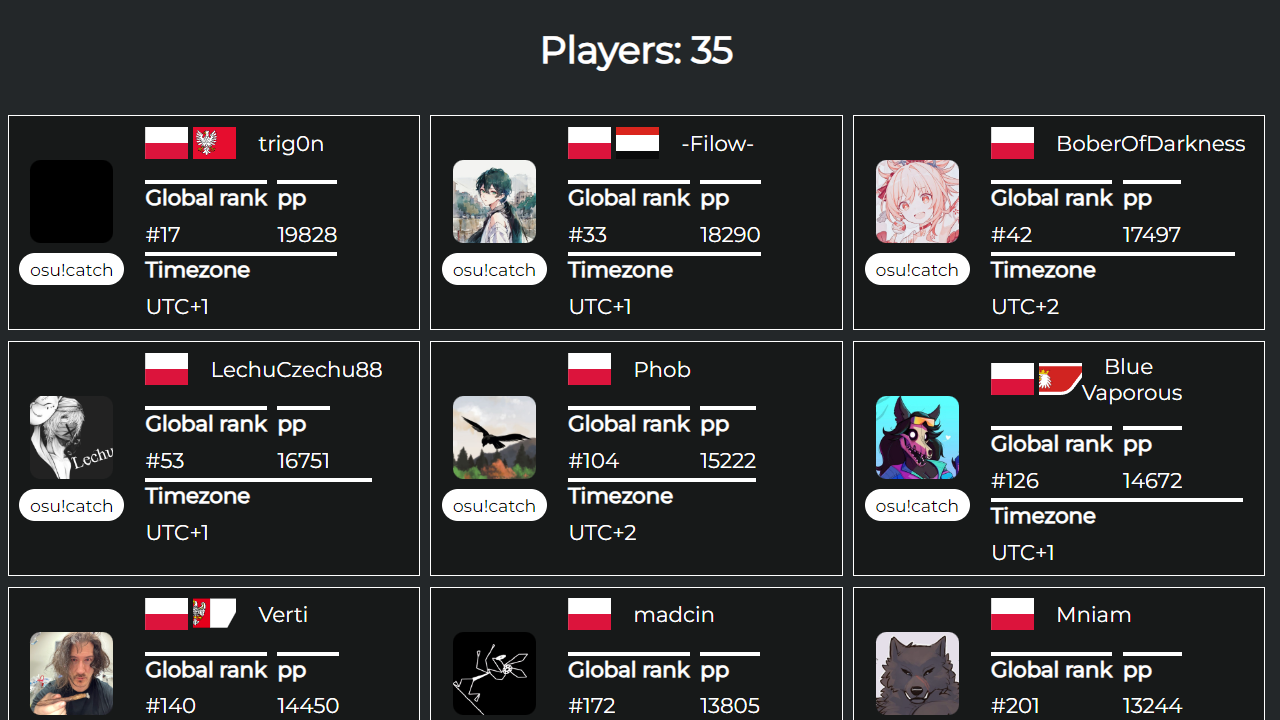 Players: 35
trig0n
Global rank pp
#17 19828
osu!catch
Timezone
UTC+1
-Filow-
Global rank pp
#33 18290
osu!catch
Timezone
UTC+1
BoberOfDarkness
Global rank pp
#42 17497
osu!catch
Timezone
UTC+2
LechuCzechu88
Global rank pp
#53 16751
Lechu
osu!catch
Timezone
UTC+1
Phob
Global rank pp
#104 15222
osu!catch
Timezone
UTC+2
Blue
Vaporous
Global rank pp
#126 14672
osu!catch
Timezone
UTC+1
Verti
Global rank pp
#140 14450
madcin
Global rank pp
#172 13805
Mniam
Global rank pp
#201 13244